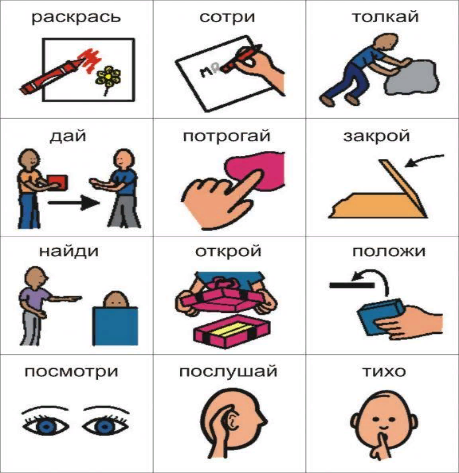 раскрась сотри толкай
дай потрогай закрой
найди открой положи
посмотри послушай тихо